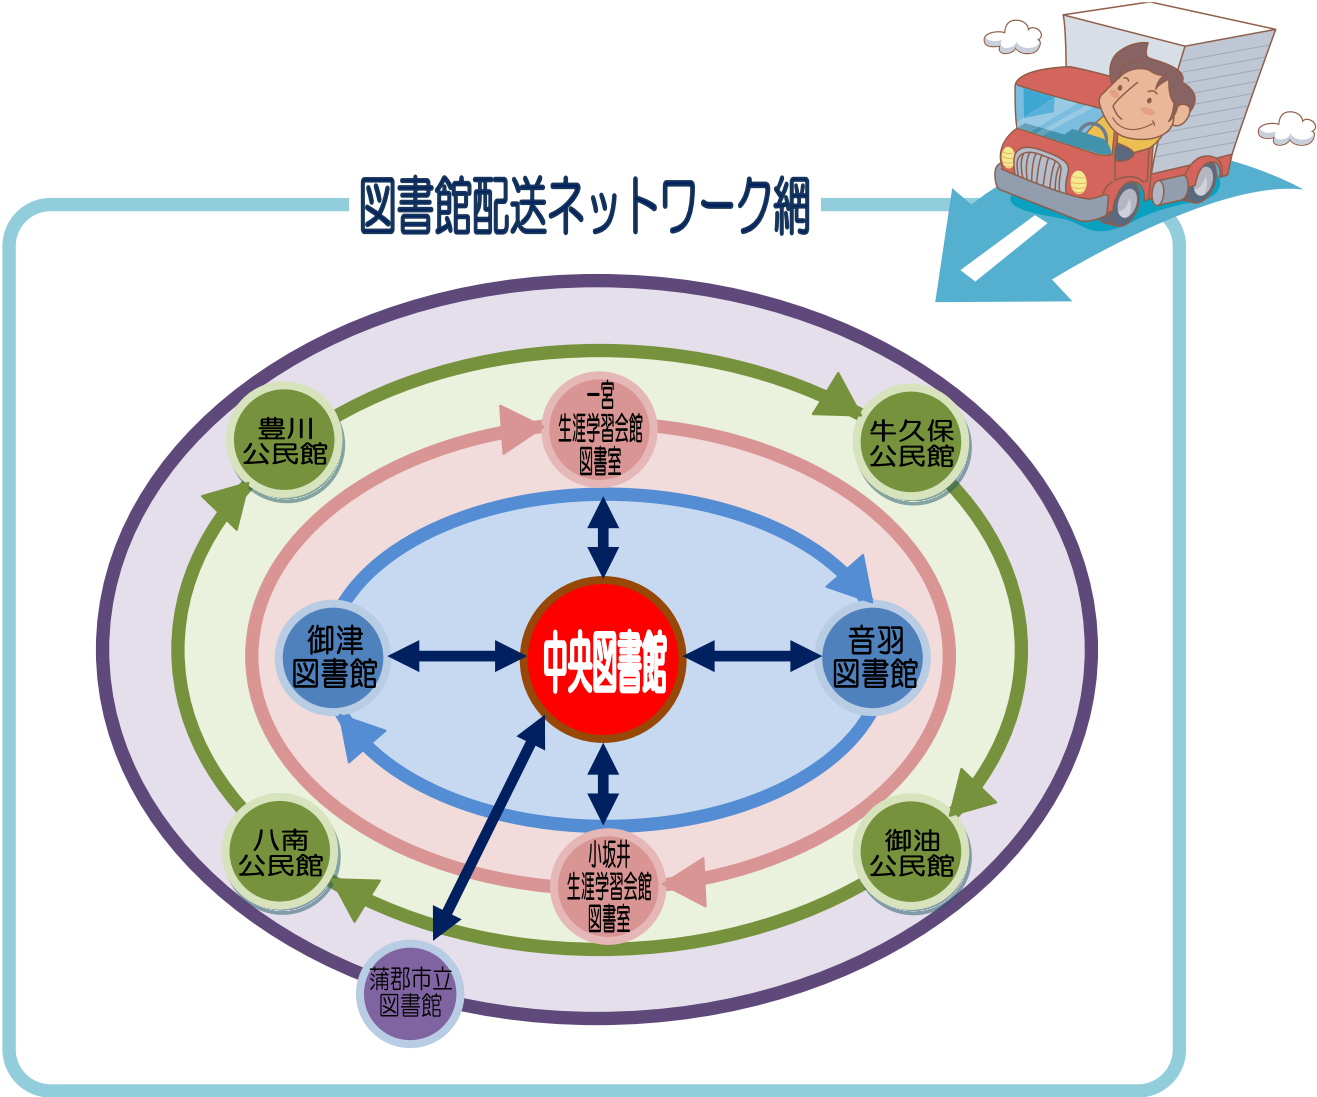 図書館配送ネットワーク網
一宮
生涯学習会館
図書室
豊川
公民館
牛久保
公民館
御津
図書館
中央図書館
音羽
図書館
八南
公民館
小坂井
生涯学習会館
図書室
御油
公民館
蒲郡市立
図書館